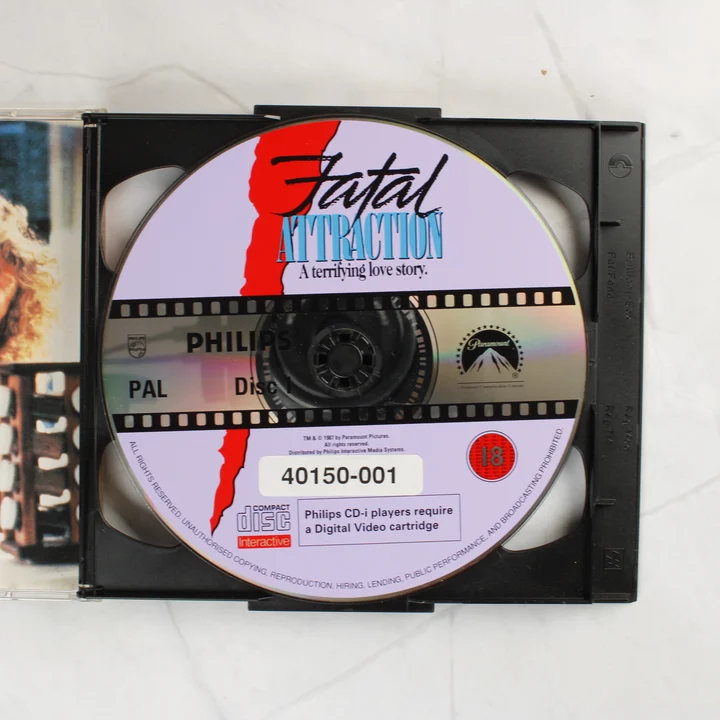 Fatal
ATTRACTION
A terrifying love story.
PHILIPS
PHILIPS
Paramount
PAL
Disc 1
TM & © 1987 by Paramount Pictures.
All rights reserved.
Distributed by Philips Interactive Media Systems.
18
40150-001
COMPACT
disc
Interactive
Philips CD-i players require
a Digital Video cartridge
ALL RIGHTS RESERVED. UNAUTHORISED COPYING, REPRODUCTION, HIRING, LENDING, PUBLIC PERFORMANCE, AND BROADCASTING PROHIBITED.